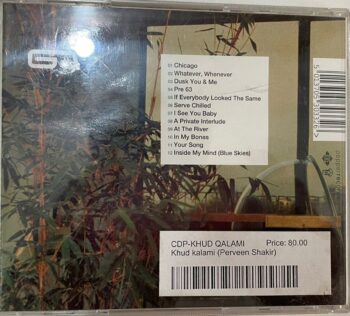 01 Chicago
02 Whatever, Whenever
03 Dusk You & Me
04 Pre 63
05 If Everybody Looked The Same
06 Serve Chilled
07 I See You Baby
08 A Private Interlude
09 At The River
10 In My Bones
11 Your Song
12 Inside My Mind (Blue Skies)
CDP-KHUD QALAMI Price: 80.00
Khud kalami (Perveen Shakir)